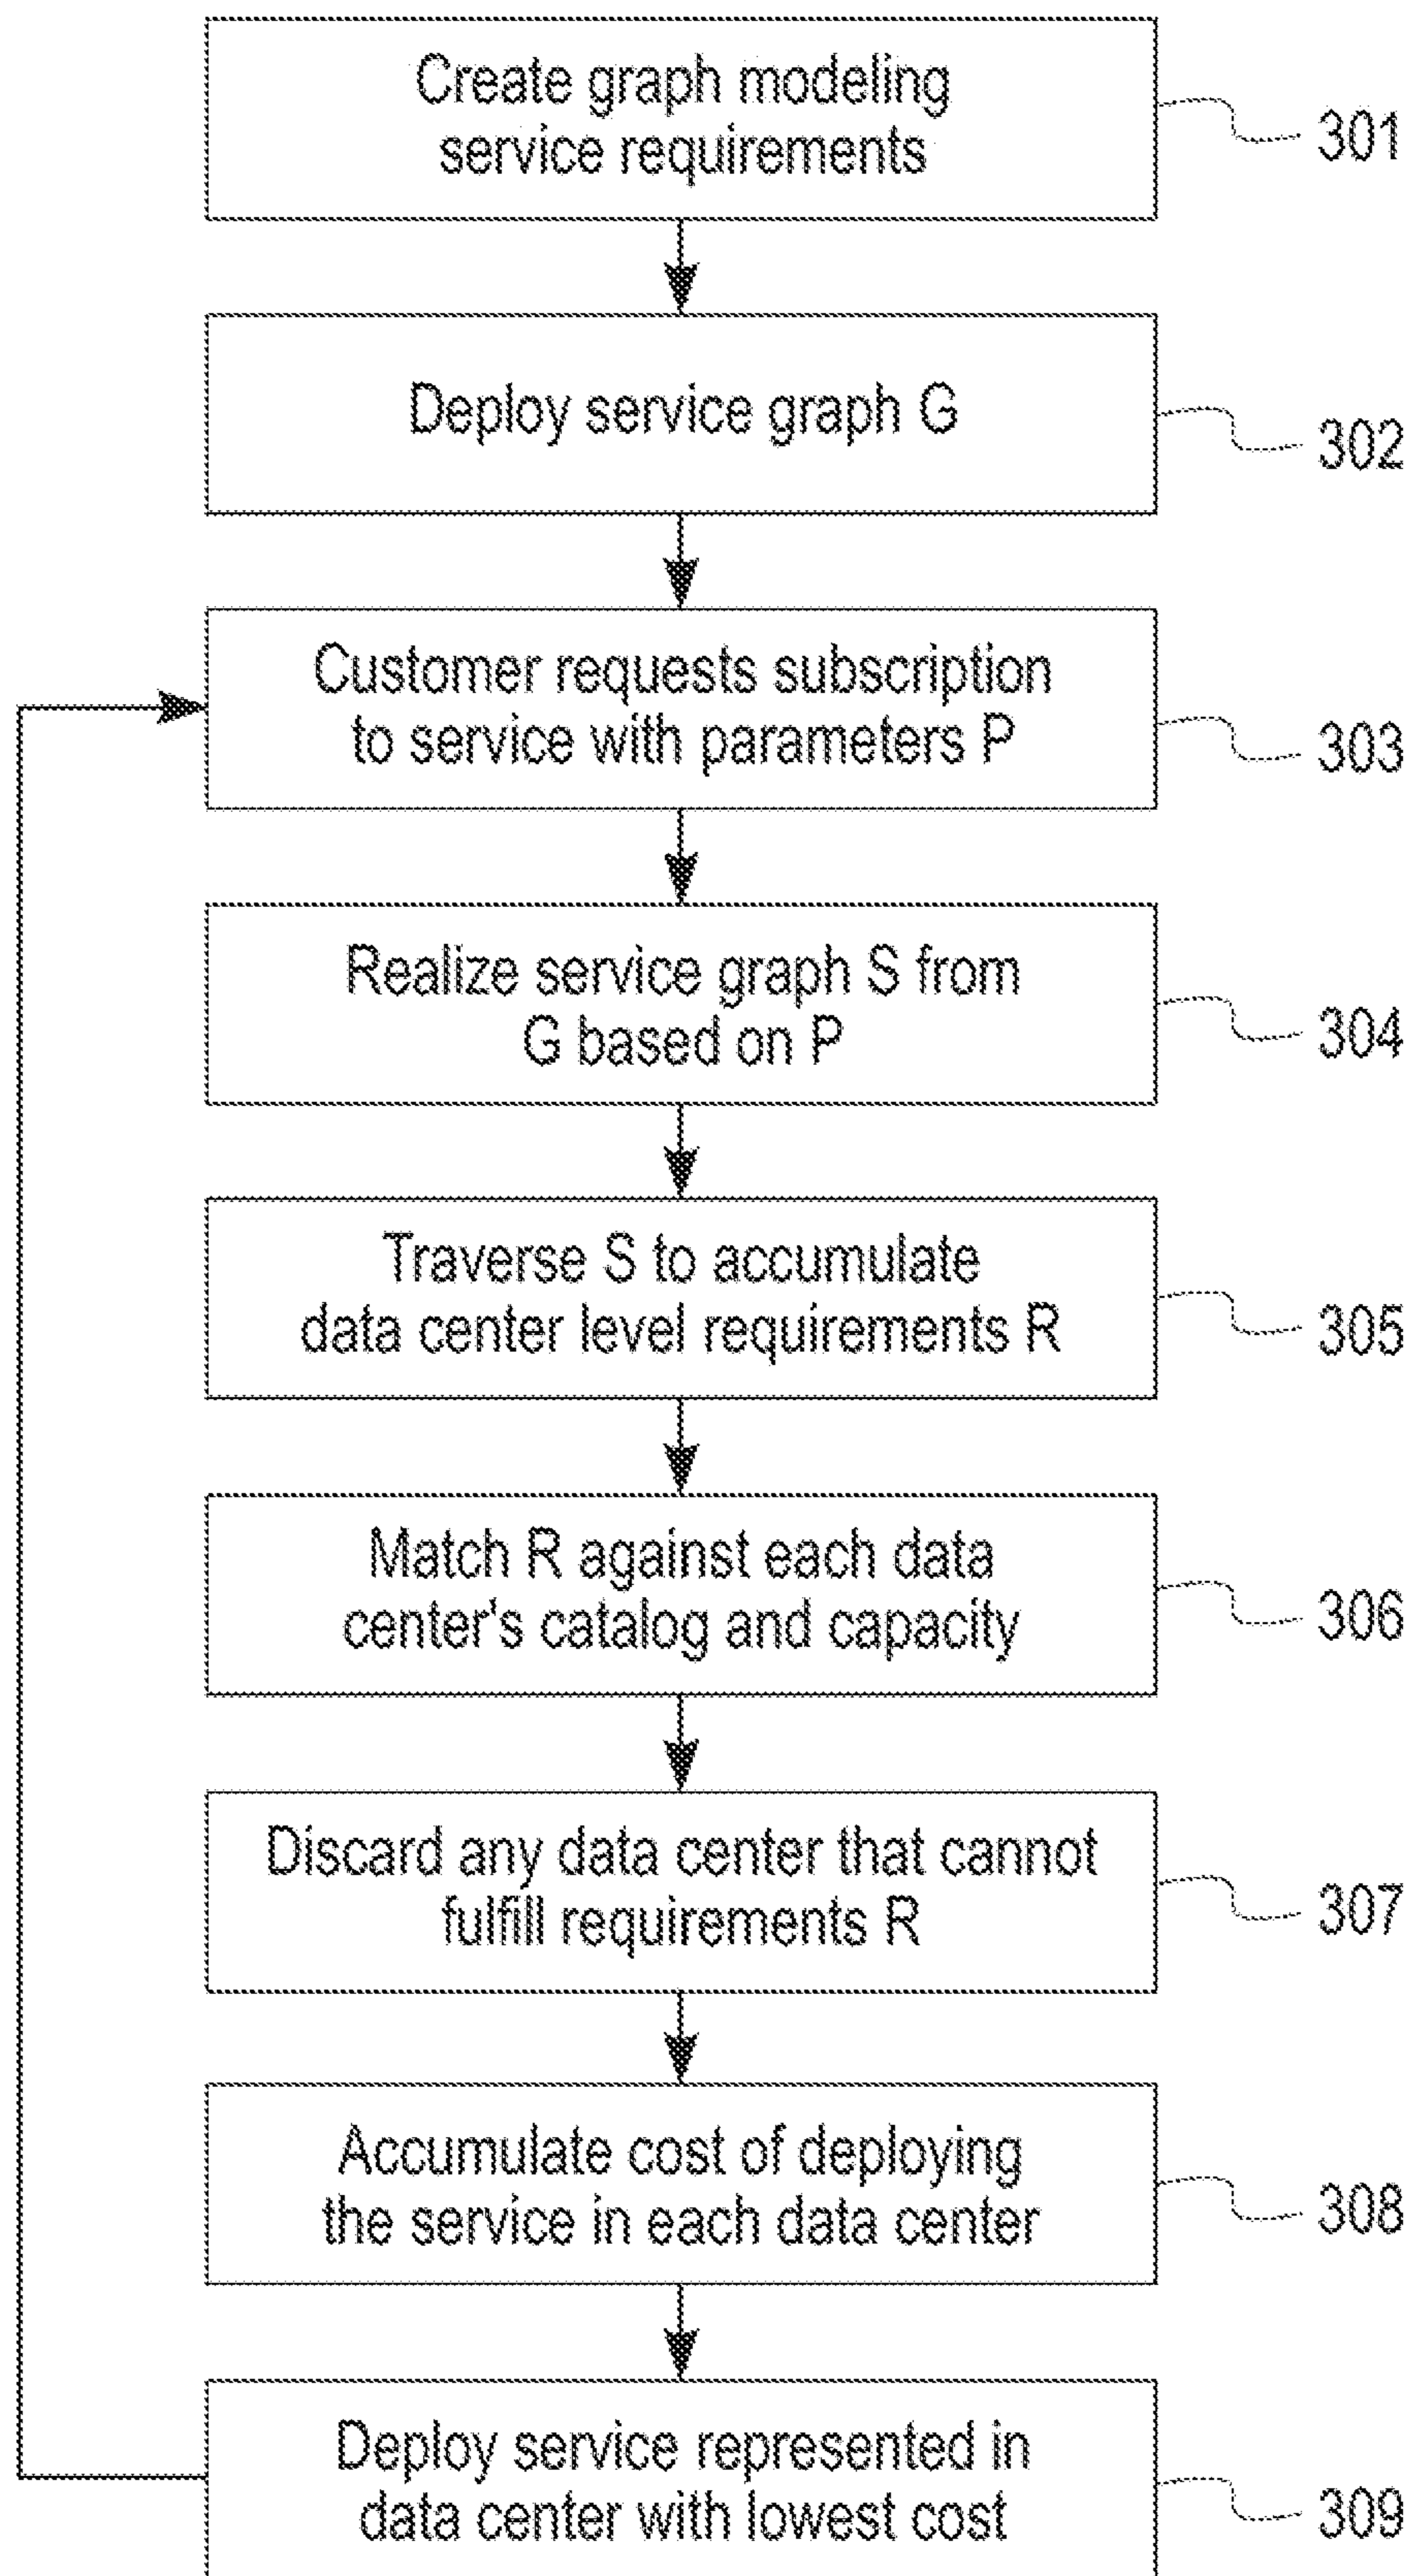 Create graph modeling
service requirements
301
Deploy service graph G
302
Customer requests subscription
to service with parameters P
303
Realize service graph S from
G based on P
304
Traverse S to accumulate
data center level requirements R
305
Match R against each data
center's catalog and capacity
306
Discard any data center that cannot
fulfill requirements R
307
Accumulate cost of deploying
the service in each data center
308
Deploy service represented in
data center with lowest cost
309